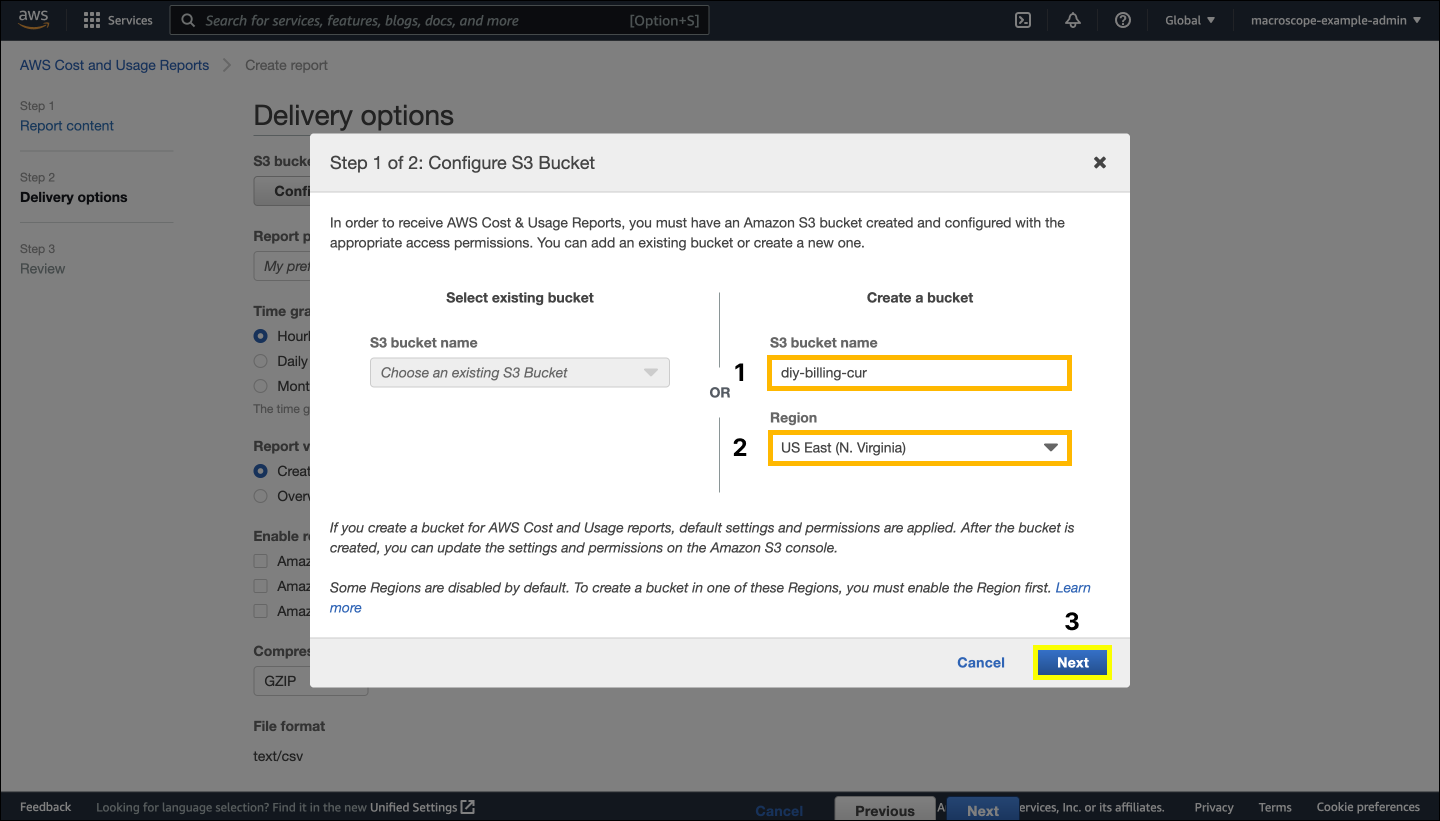 aws
Services
Search for services, features, blogs, docs, and more
[Option+S]
Global
macroscope-example-admin
AWS Cost and Usage Reports
Create report
Step 1
Report content
Step 2
Delivery options
Step 3
Review
Delivery options
S3 bucke
Confi
Report p
My pref
Time gra
Hourl
Daily
Mont
The time g
Report v
Creat
Overv
Enable re
Amaz
Amaz
Amaz
Compres
GZIP
File format
text/csv
Step 1 of 2: Configure S3 Bucket
In order to receive AWS Cost & Usage Reports, you must have an Amazon S3 bucket created and configured with the
appropriate access permissions. You can add an existing bucket or create a new one.
Select existing bucket
S3 bucket name
Choose an existing S3 Bucket
OR
Create a bucket
S3 bucket name
1
diy-billing-cur
Region
2
US East (N. Virginia)
If you create a bucket for AWS Cost and Usage reports, default settings and permissions are applied. After the bucket is
created, you can update the settings and permissions on the Amazon S3 console.
Some Regions are disabled by default. To create a bucket in one of these Regions, you must enable the Region first. Learn
more
3
Cancel
Next
Feedback
Looking for language selection? Find it in the new Unified Settings
Cancel
Previous
A
Next
ervices, Inc. or its affiliates.
Privacy
Terms
Cookie preferences